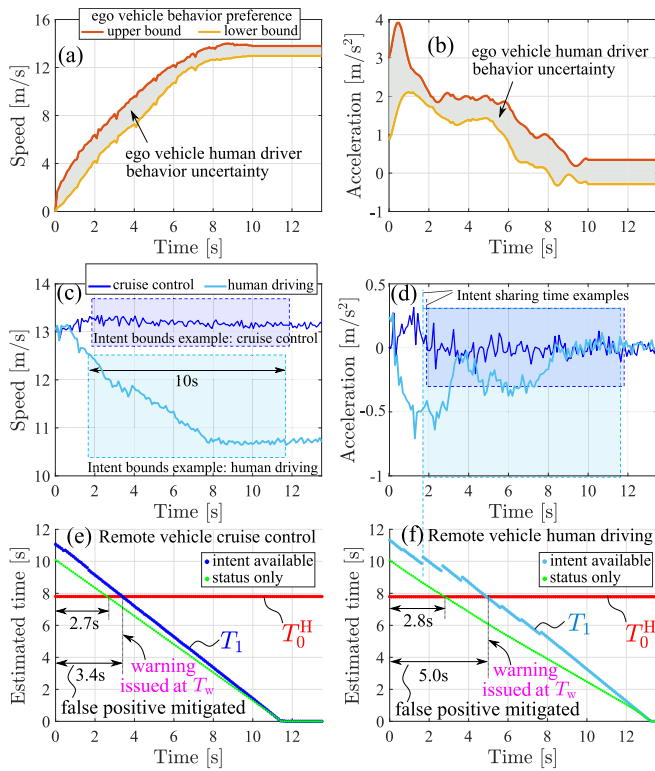 ego vehicle behavior preference
upper bound
lower bound
(a)
ego vehicle human driver
behavior uncertainty
Speed [m/s]
16
12
8
4
0
0 2 4 6 8 10 12
Time [s]
(b)
ego vehicle human driver
behavior uncertainty
Acceleration [m/s²]
4
3
2
1
0
-1
0 2 4 6 8 10 12
Time [s]
cruise control
human driving
(c)
Intent bounds example: cruise control
10s
Intent bounds example: human driving
Speed [m/s]
14
13
12
11
10
0 2 4 6 8 10 12
Time [s]
(d)
Intent sharing time examples
Acceleration [m/s²]
0.5
0
-0.5
-1
0 2 4 6 8 10 12
Time [s]
(e) Remote vehicle cruise control
intent available
status only
T₀ᴴ
T₁
2.7s
3.4s
warning
issued at T_w
false positive mitigated
Estimated time [s]
12
10
8
6
4
2
0
0 2 4 6 8 10 12
Time [s]
(f) Remote vehicle human driving
intent available
status only
T₀ᴴ
T₁
2.8s
5.0s
warning
issued at T_w
false positive mitigated
Estimated time [s]
12
10
8
6
4
2
0
0 2 4 6 8 10 12
Time [s]